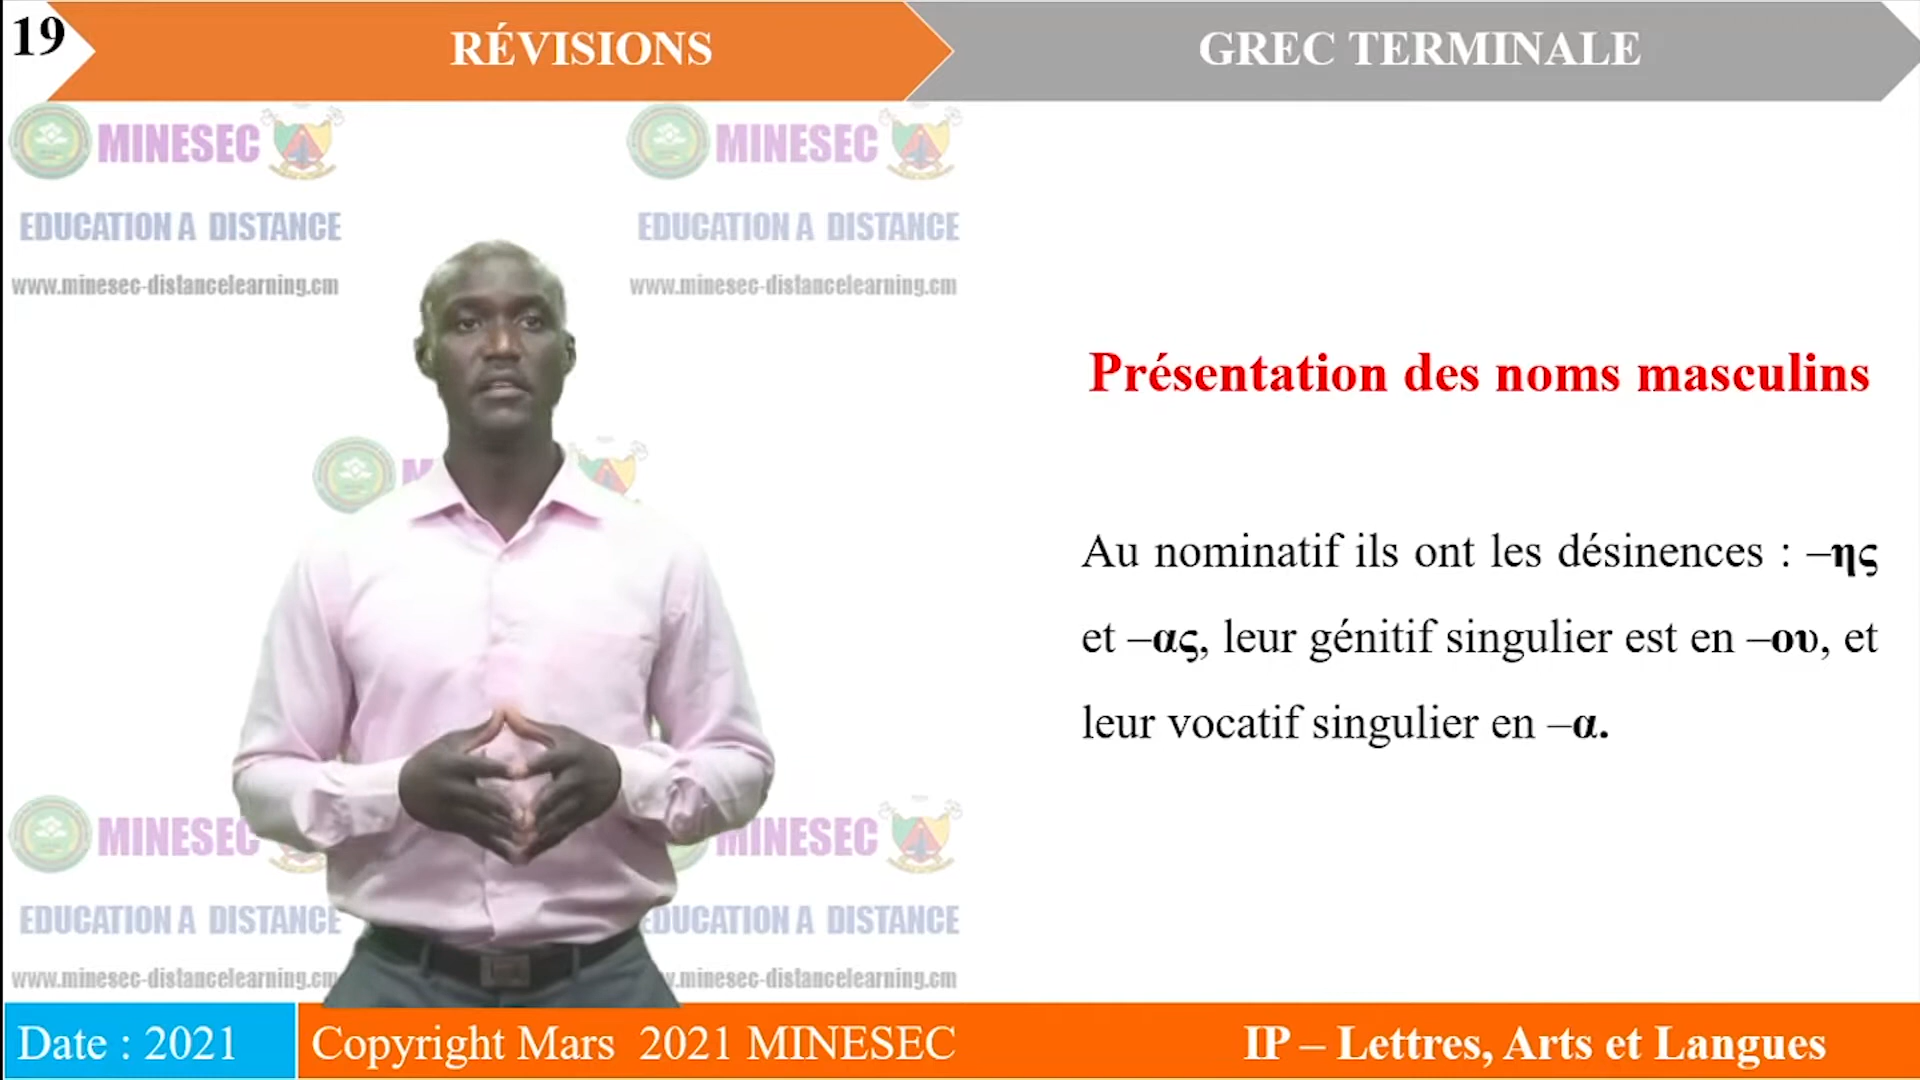 19
RÉVISIONS
GREC TERMINALE
MINESEC
MINESEC
EDUCATION A DISTANCE
EDUCATION A DISTANCE
www.minesec-distancelearning.cm
www.minesec-distancelearning.cm
Présentation des noms masculins
M
Au nominatif ils ont les désinences : –ης
et –ας, leur génitif singulier est en –ου, et
leur vocatif singulier en –α.
MINESEC
MINESEC
EDUCATION A DISTANCE
EDUCATION A DISTANCE
www.minesec-distancelearning.cm
.minesec-distancelearning.cm
Date : 2021
Copyright Mars 2021 MINESEC
IP – Lettres, Arts et Langues